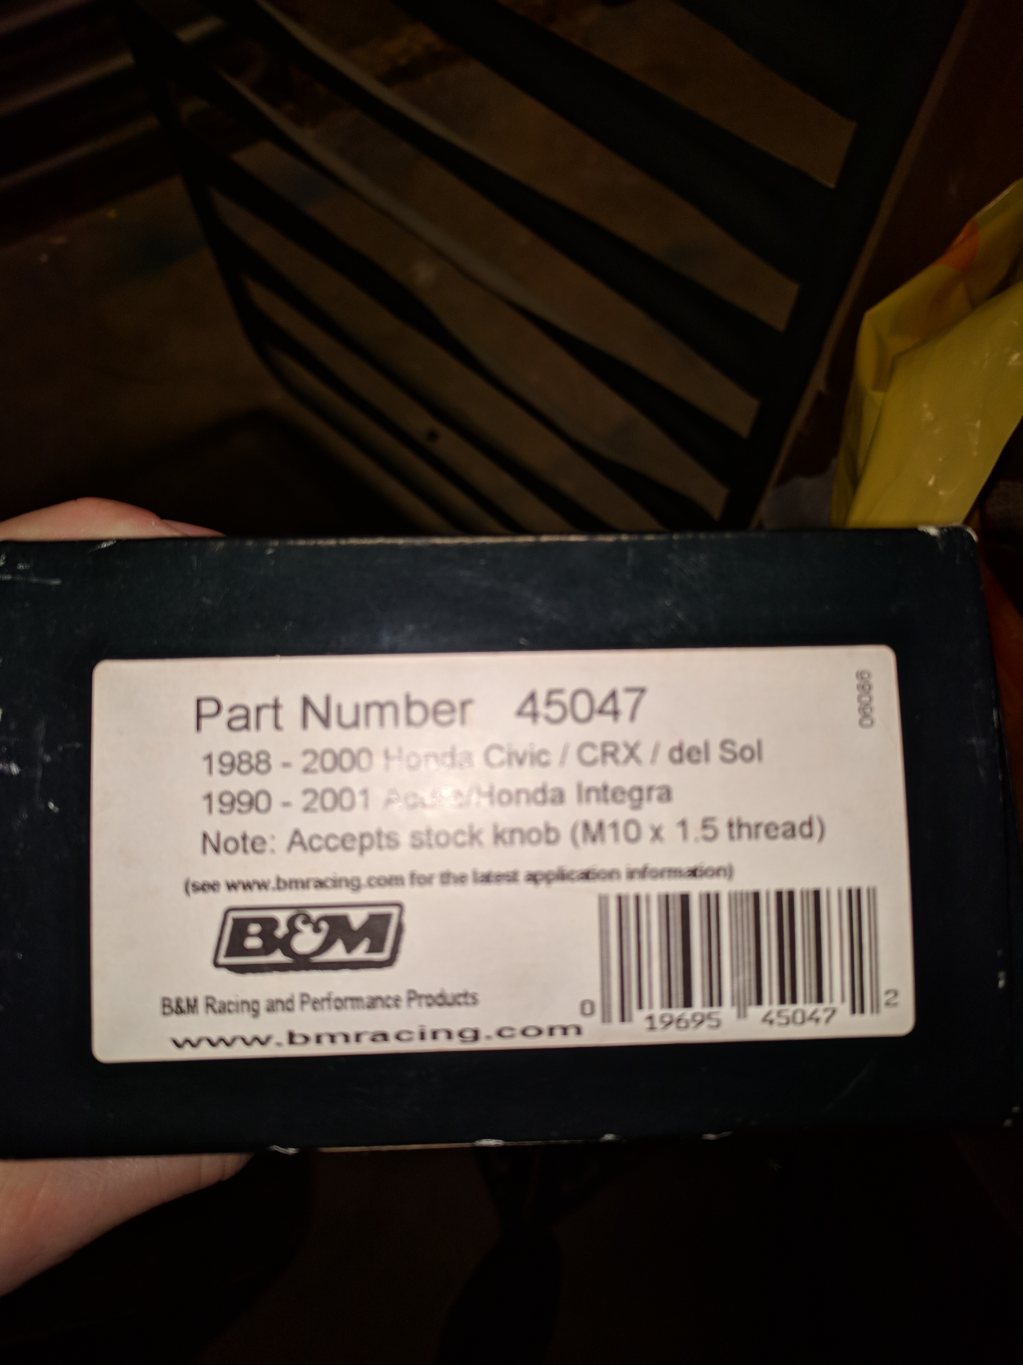 Part Number 45047
1988 - 2000 Honda Civic / CRX / del Sol
1990 - 2001 Acura/Honda Integra
Note: Accepts stock knob (M10 x 1.5 thread)
(see www.bmracing.com for the latest application information)
B&M
B&M Racing and Performance Products
www.bmracing.com
0 19695 45047 2
06086